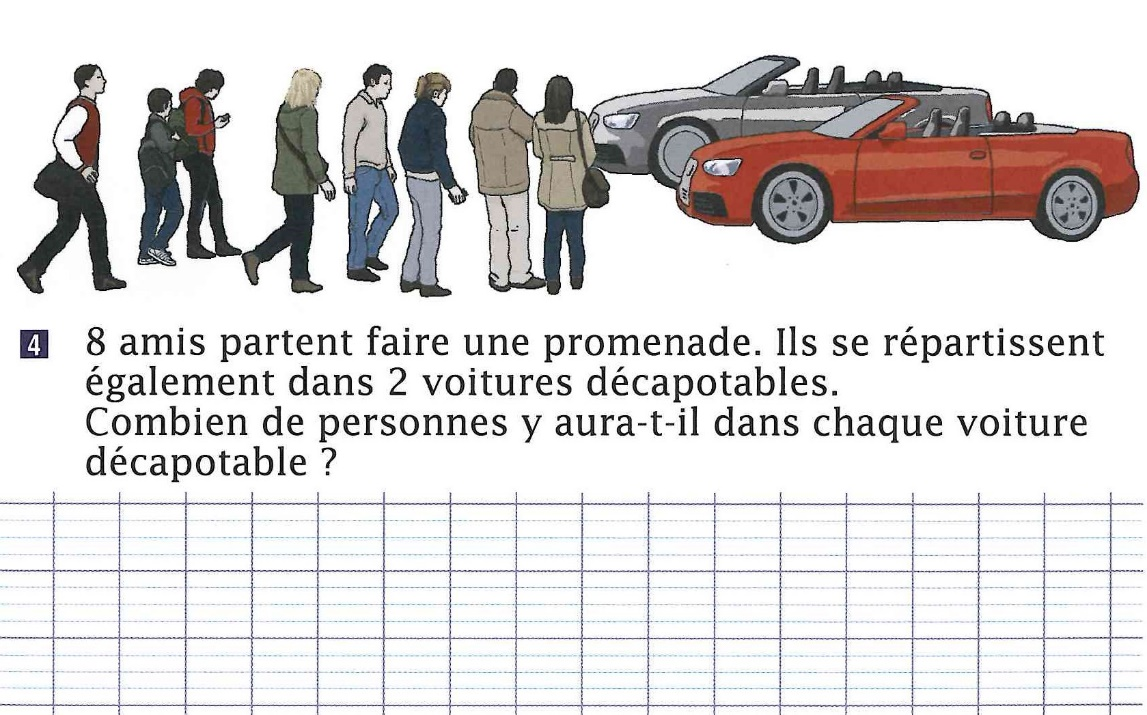 4 8 amis partent faire une promenade. Ils se répartissent
également dans 2 voitures décapotables.
Combien de personnes y aura-t-il dans chaque voiture
décapotable ?